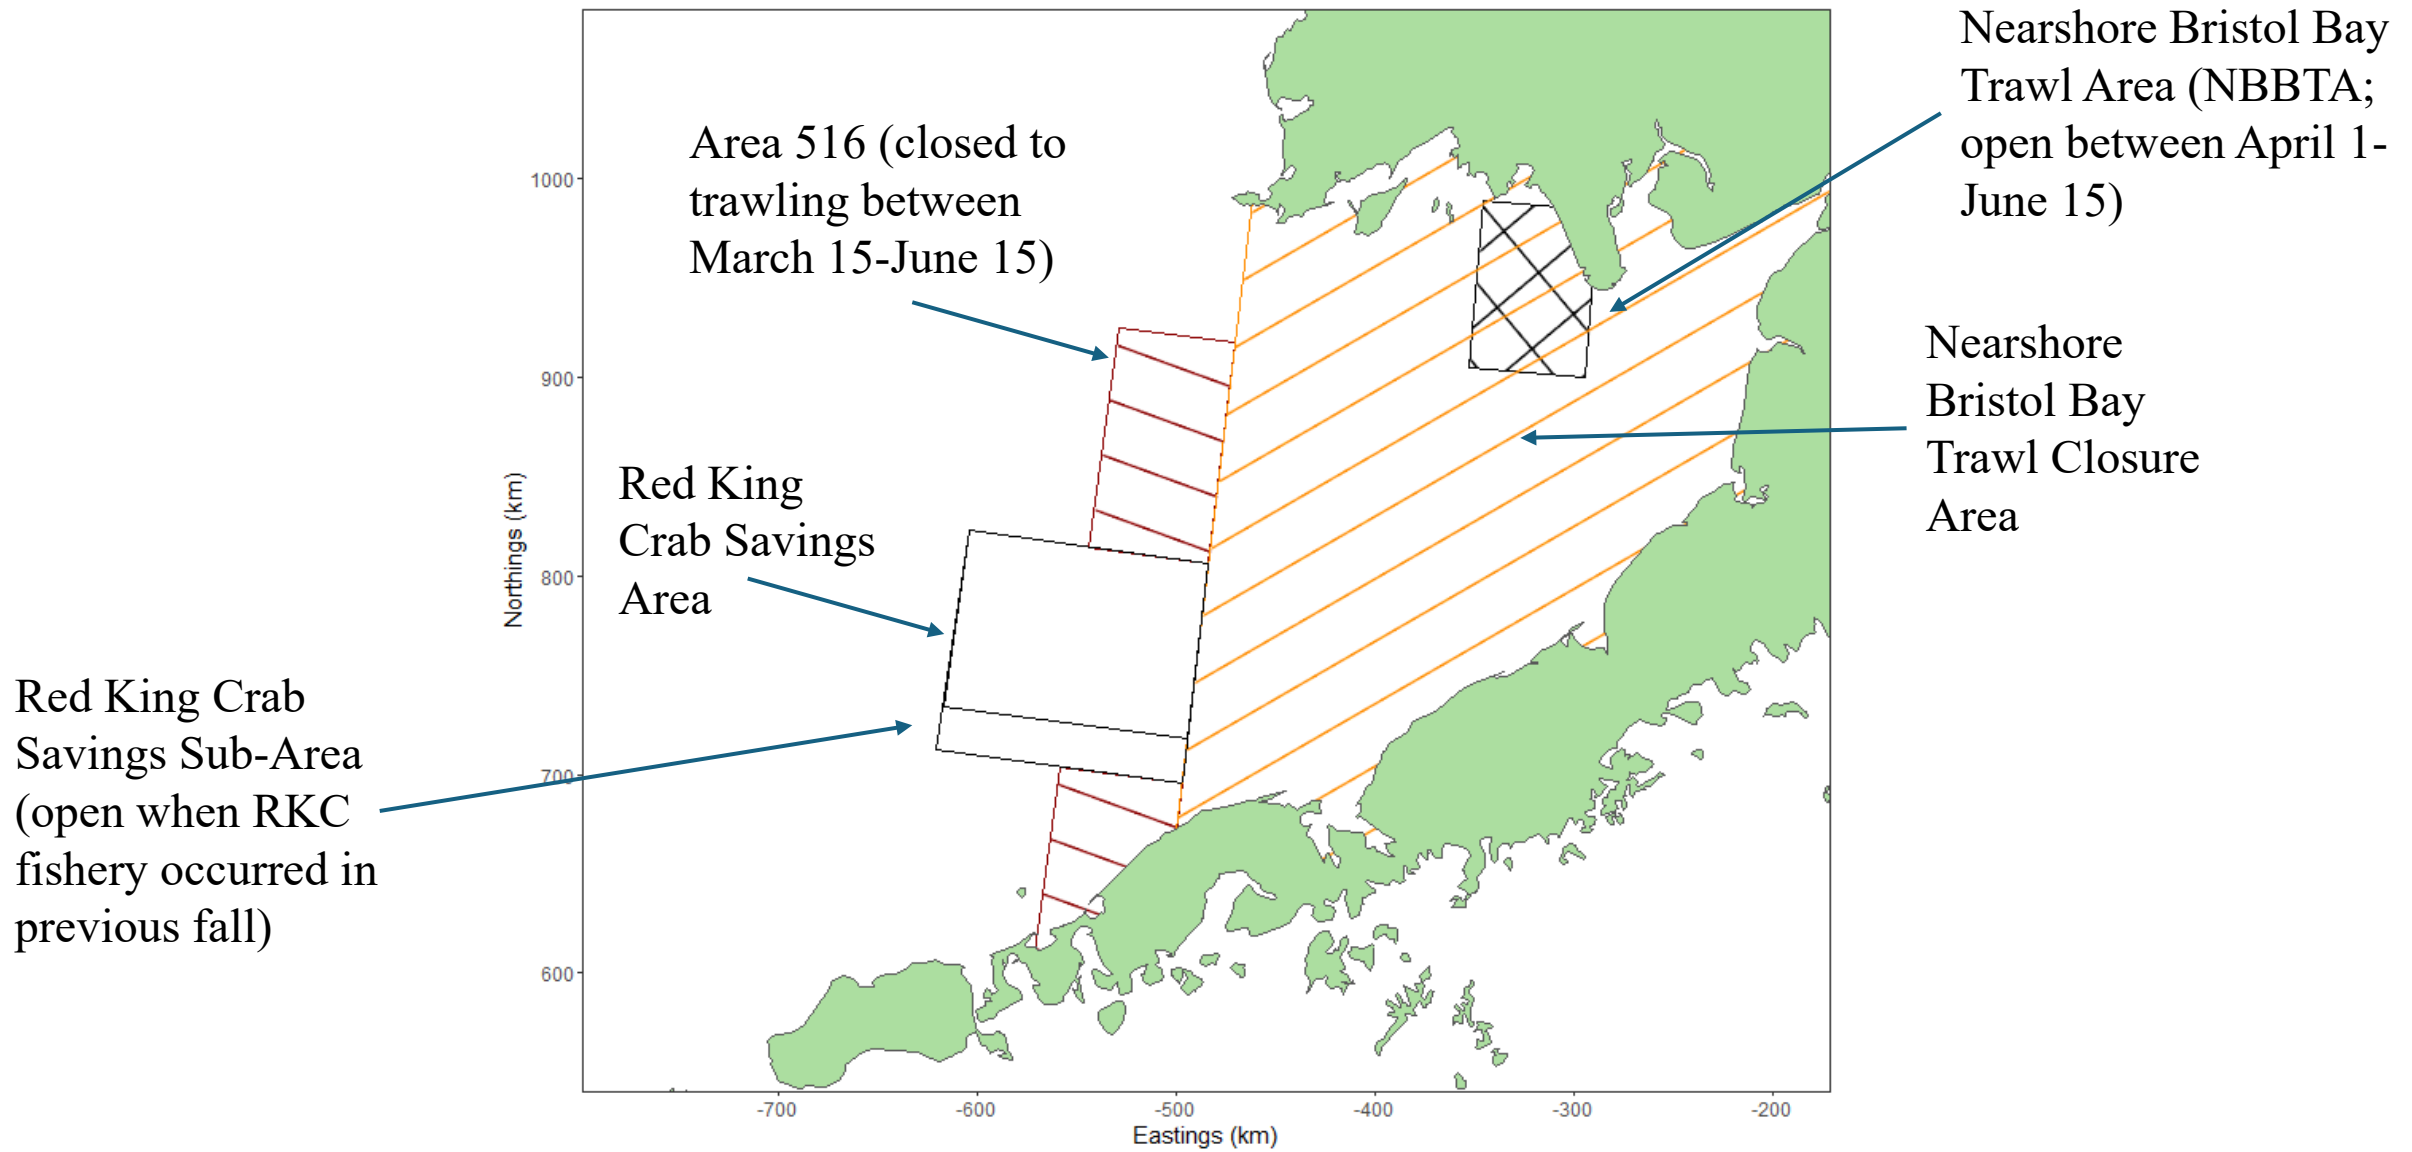 Nearshore Bristol Bay
Trawl Area (NBBTA;
open between April 1-
June 15)
Area 516 (closed to
trawling between
March 15-June 15)
Nearshore
Bristol Bay
Trawl Closure
Area
Red King
Crab Savings
Area
Red King Crab
Savings Sub-Area
(open when RKC
fishery occurred in
previous fall)
Northings (km)
1000
900
800
700
600
-700
-600
-500
-400
-300
-200
Eastings (km)